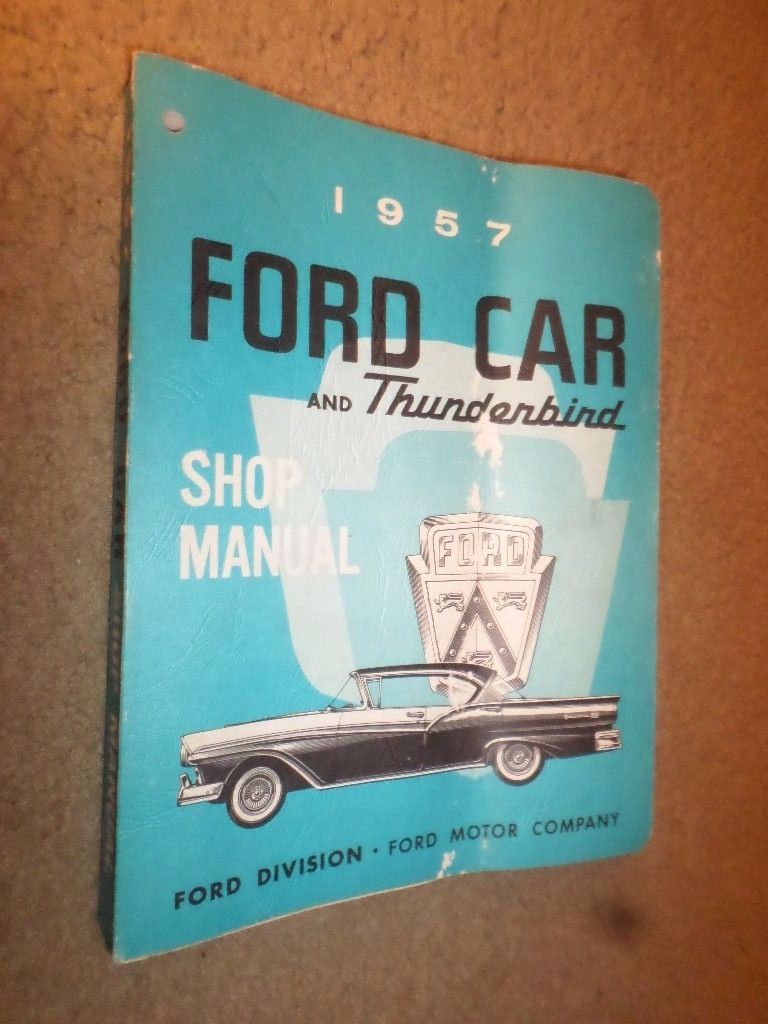 1957
FORD CAR
AND Thunderbird
SHOP
MANUAL
FORD
FORD DIVISION • FORD MOTOR COMPANY